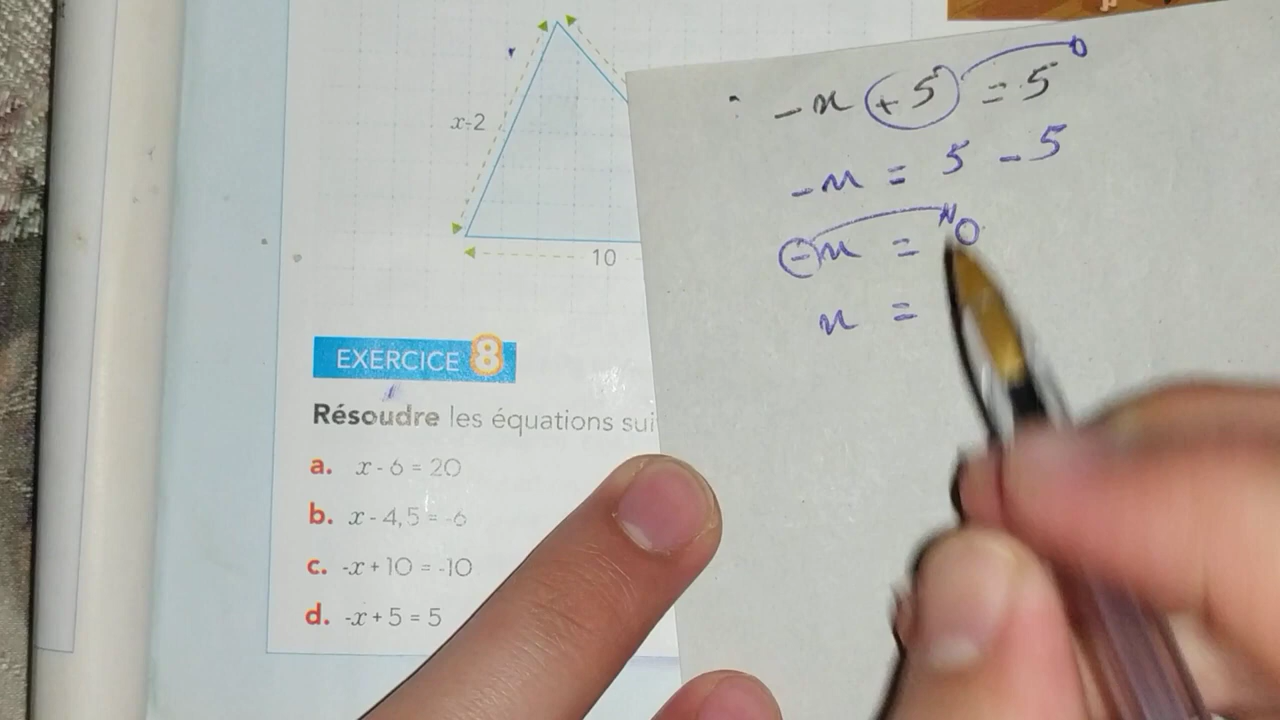 x-2
10
EXERCICE 8
Résoudre les équations sui
a. x - 6 = 20
b. x - 4,5 = -6
c. -x + 10 = -10
d. -x + 5 = 5
-x + 5 = 5
-x = 5 - 5
-x = 0
x =